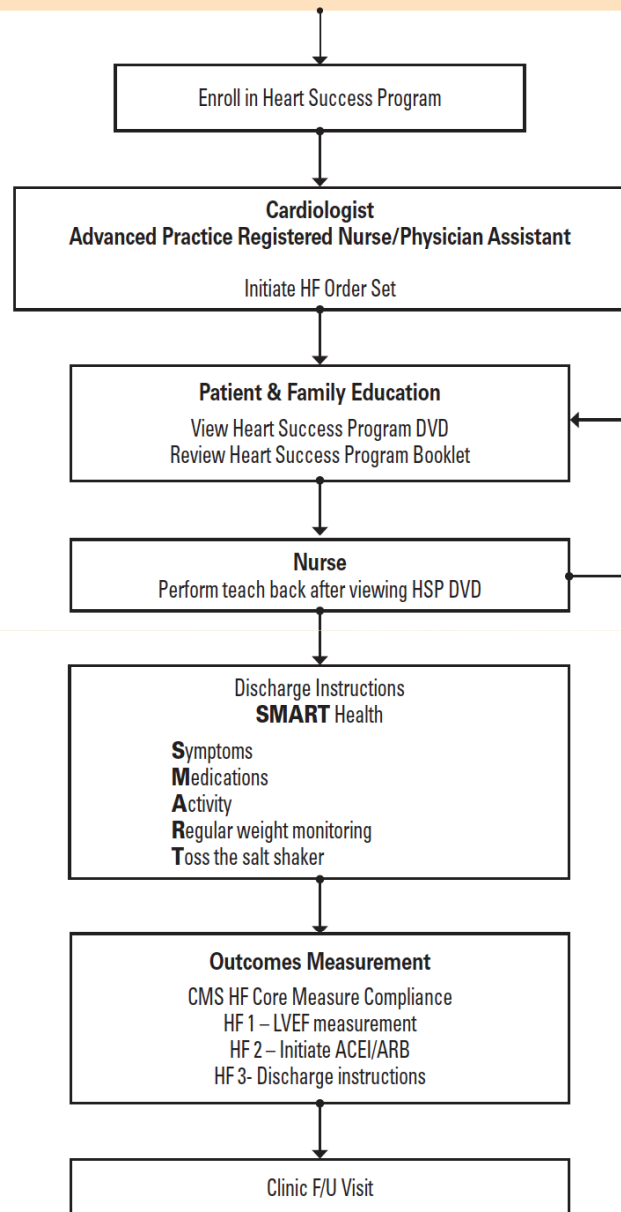 Enroll in Heart Success Program
Cardiologist
Advanced Practice Registered Nurse/Physician Assistant
Initiate HF Order Set
Patient & Family Education
View Heart Success Program DVD
Review Heart Success Program Booklet
Nurse
Perform teach back after viewing HSP DVD
Discharge Instructions
SMART Health
Symptoms
Medications
Activity
Regular weight monitoring
Toss the salt shaker
Outcomes Measurement
CMS HF Core Measure Compliance
HF 1 – LVEF measurement
HF 2 – Initiate ACEI/ARB
HF 3- Discharge instructions
Clinic F/U Visit